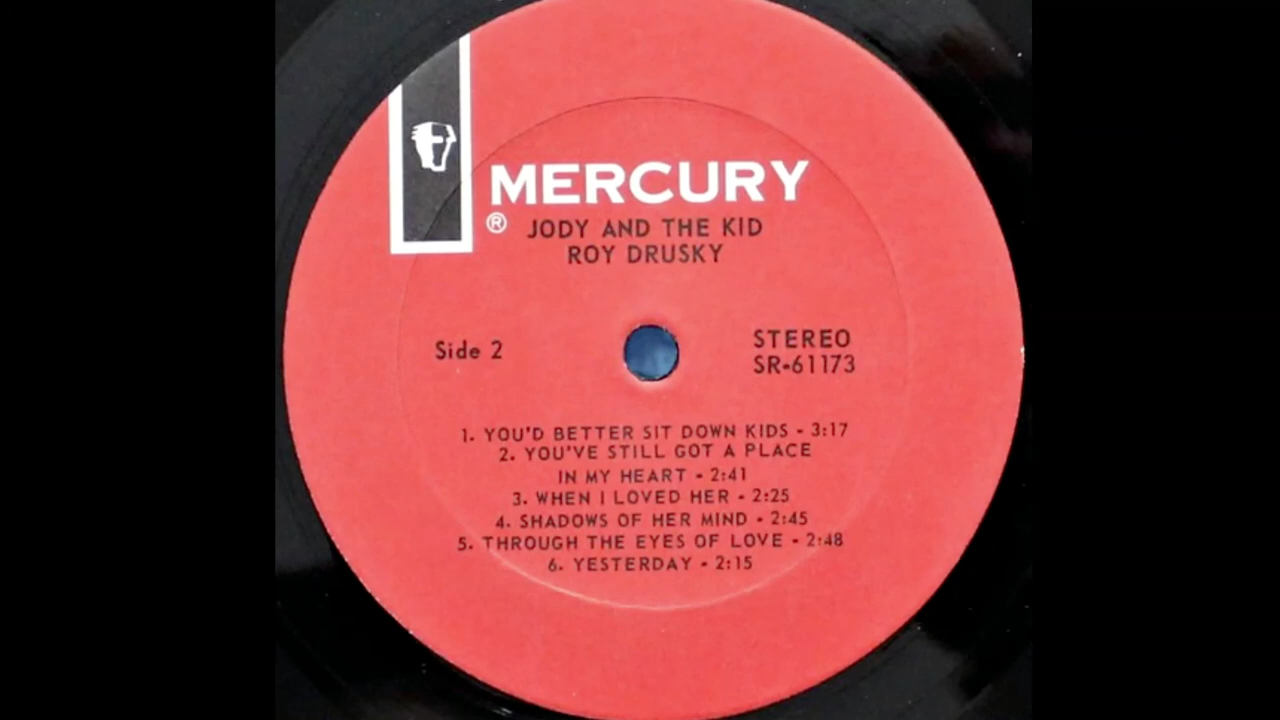 MERCURY
®
JODY AND THE KID
ROY DRUSKY
Side 2
STEREO
SR-61173
1. YOU'D BETTER SIT DOWN KIDS - 3:17
2. YOU'VE STILL GOT A PLACE
IN MY HEART - 2:41
3. WHEN I LOVED HER - 2:25
4. SHADOWS OF HER MIND - 2:45
5. THROUGH THE EYES OF LOVE - 2:48
6. YESTERDAY - 2:15